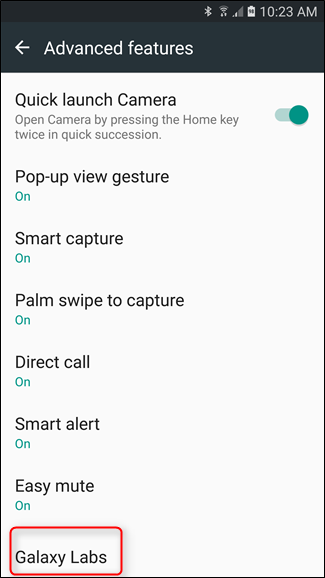 10:23 AM
Advanced features
Quick launch Camera
Open Camera by pressing the Home key
twice in quick succession.
Pop-up view gesture
On
Smart capture
On
Palm swipe to capture
On
Direct call
On
Smart alert
On
Easy mute
On
Galaxy Labs